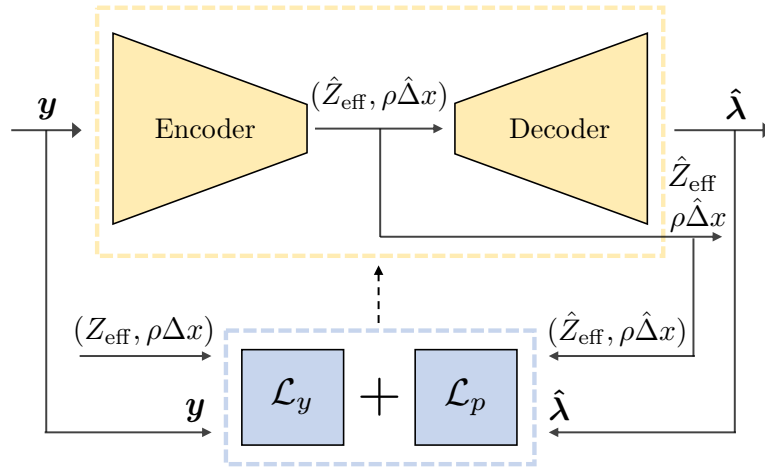 (Ẑ_eff, ρΔ̂x)
y
Encoder
Decoder
λ̂
Ẑ_eff
ρΔ̂x
(Z_eff, ρΔx)
(Ẑ_eff, ρΔ̂x)
ℒ_y + ℒ_p
y
λ̂